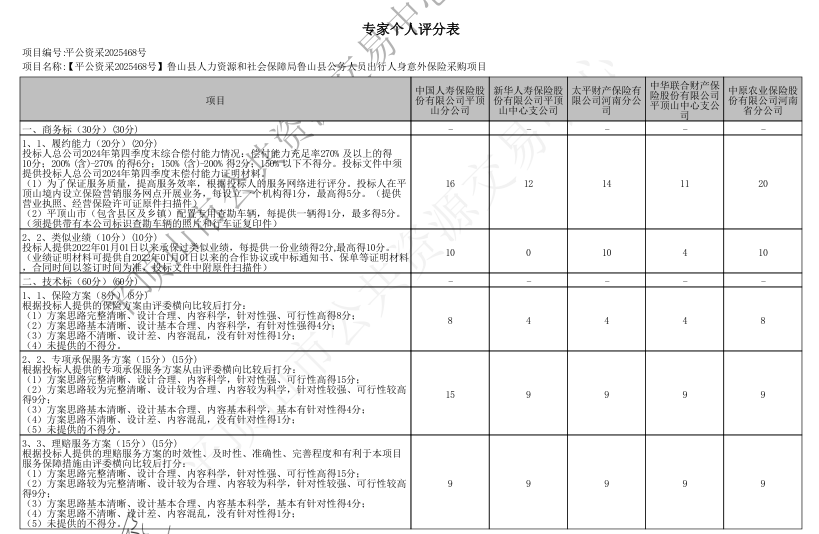 专家个人评分表
项目编号:平公资采2025468号
项目名称:【平公资采2025468号】鲁山县人力资源和社会保障局鲁山县公务人员出行人身意外保险采购项目
项目
中国人寿保险股
份有限公司平顶
山分公司
新华人寿保险股
份有限公司平顶
山中心支公司
太平财产保险有
限公司河南分公
司
中华联合财产保
险股份有限公司
平顶山中心支公
司
中原农业保险股
份有限公司河南
省分公司
一、商务标（30分）(30分)
– – – – –
1、1、履约能力（20分）(20分)
投标人总公司2024年第四季度末综合偿付能力情况：偿付能力充足率270% 及以上的得
10分；200% (含)-270% 的得6分；150% (含)-200% 得2分；150%以下不得分。投标文件中须
提供投标人总公司2024年第四季度偿付能力证明材料。
（1）为了保证服务质量，提高服务效率，根据投标人的服务网络进行评分。投标人在平
顶山境内设立保险营销服务网点开展业务，每设立一个机构得1分，最高得5分。（提供
营业执照、经营保险许可证原件扫描件）
（2）平顶山市（包含县区及乡镇）配置专用查勘车辆，每提供一辆得1分，最多得5分。
（须提供带有本公司标识查勘车辆的照片和行车证复印件）
16 12 14 11 20
2、2、类似业绩（10分）(10分)
投标人提供2022年01月01日以来承保过类似业绩，每提供一份业绩得2分,最高得10分。
（业绩证明材料可提供自2022年01月01日以来的合作协议或中标通知书、保单等证明材料
，合同时间以签订时间为准、投标文件中附原件扫描件）
10 0 10 4 10
二、技术标（60分）(60分)
– – – – –
1、1、保险方案（8分）(8分)
根据投标人提供的保险方案由评委横向比较后打分：
（1）方案思路完整清晰、设计合理、内容科学，针对性强、可行性高得8分；
（2）方案思路基本清晰、设计基本合理、内容科学，有针对性强得4分；
（3）方案思路不清晰、设计差、内容混乱，没有针对性得1分；
（4）未提供的不得分。
8 4 4 4 8
2、2、专项承保服务方案（15分）(15分)
根据投标人提供的专项承保服务方案从由评委横向比较后打分：
（1）方案思路完整清晰、设计合理、内容科学，针对性强、可行性高得15分；
（2）方案思路较为完整清晰、设计较为合理、内容较为科学，针对性较强、可行性较高
得9分；
（3）方案思路基本清晰、设计基本合理、内容基本科学，基本有针对性得4分；
（4）方案思路不清晰、设计差、内容混乱，没有针对性得1分；
（5）未提供的不得分。
15 9 9 9 9
3、3、理赔服务方案（15分）(15分)
根据投标人提供的理赔服务方案的时效性、及时性、准确性、完善程度和有利于本项目
服务保障措施由评委横向比较后打分：
（1）方案思路完整清晰、设计合理、内容科学，针对性强、可行性高得15分；
（2）方案思路较为完整清晰、设计较为合理、内容较为科学，针对性较强、可行性较高
得9分；
（3）方案思路基本清晰、设计基本合理、内容基本科学，基本有针对性得4分；
（4）方案思路不清晰、设计差、内容混乱，没有针对性得1分；
（5）未提供的不得分。
9 9 9 9 9